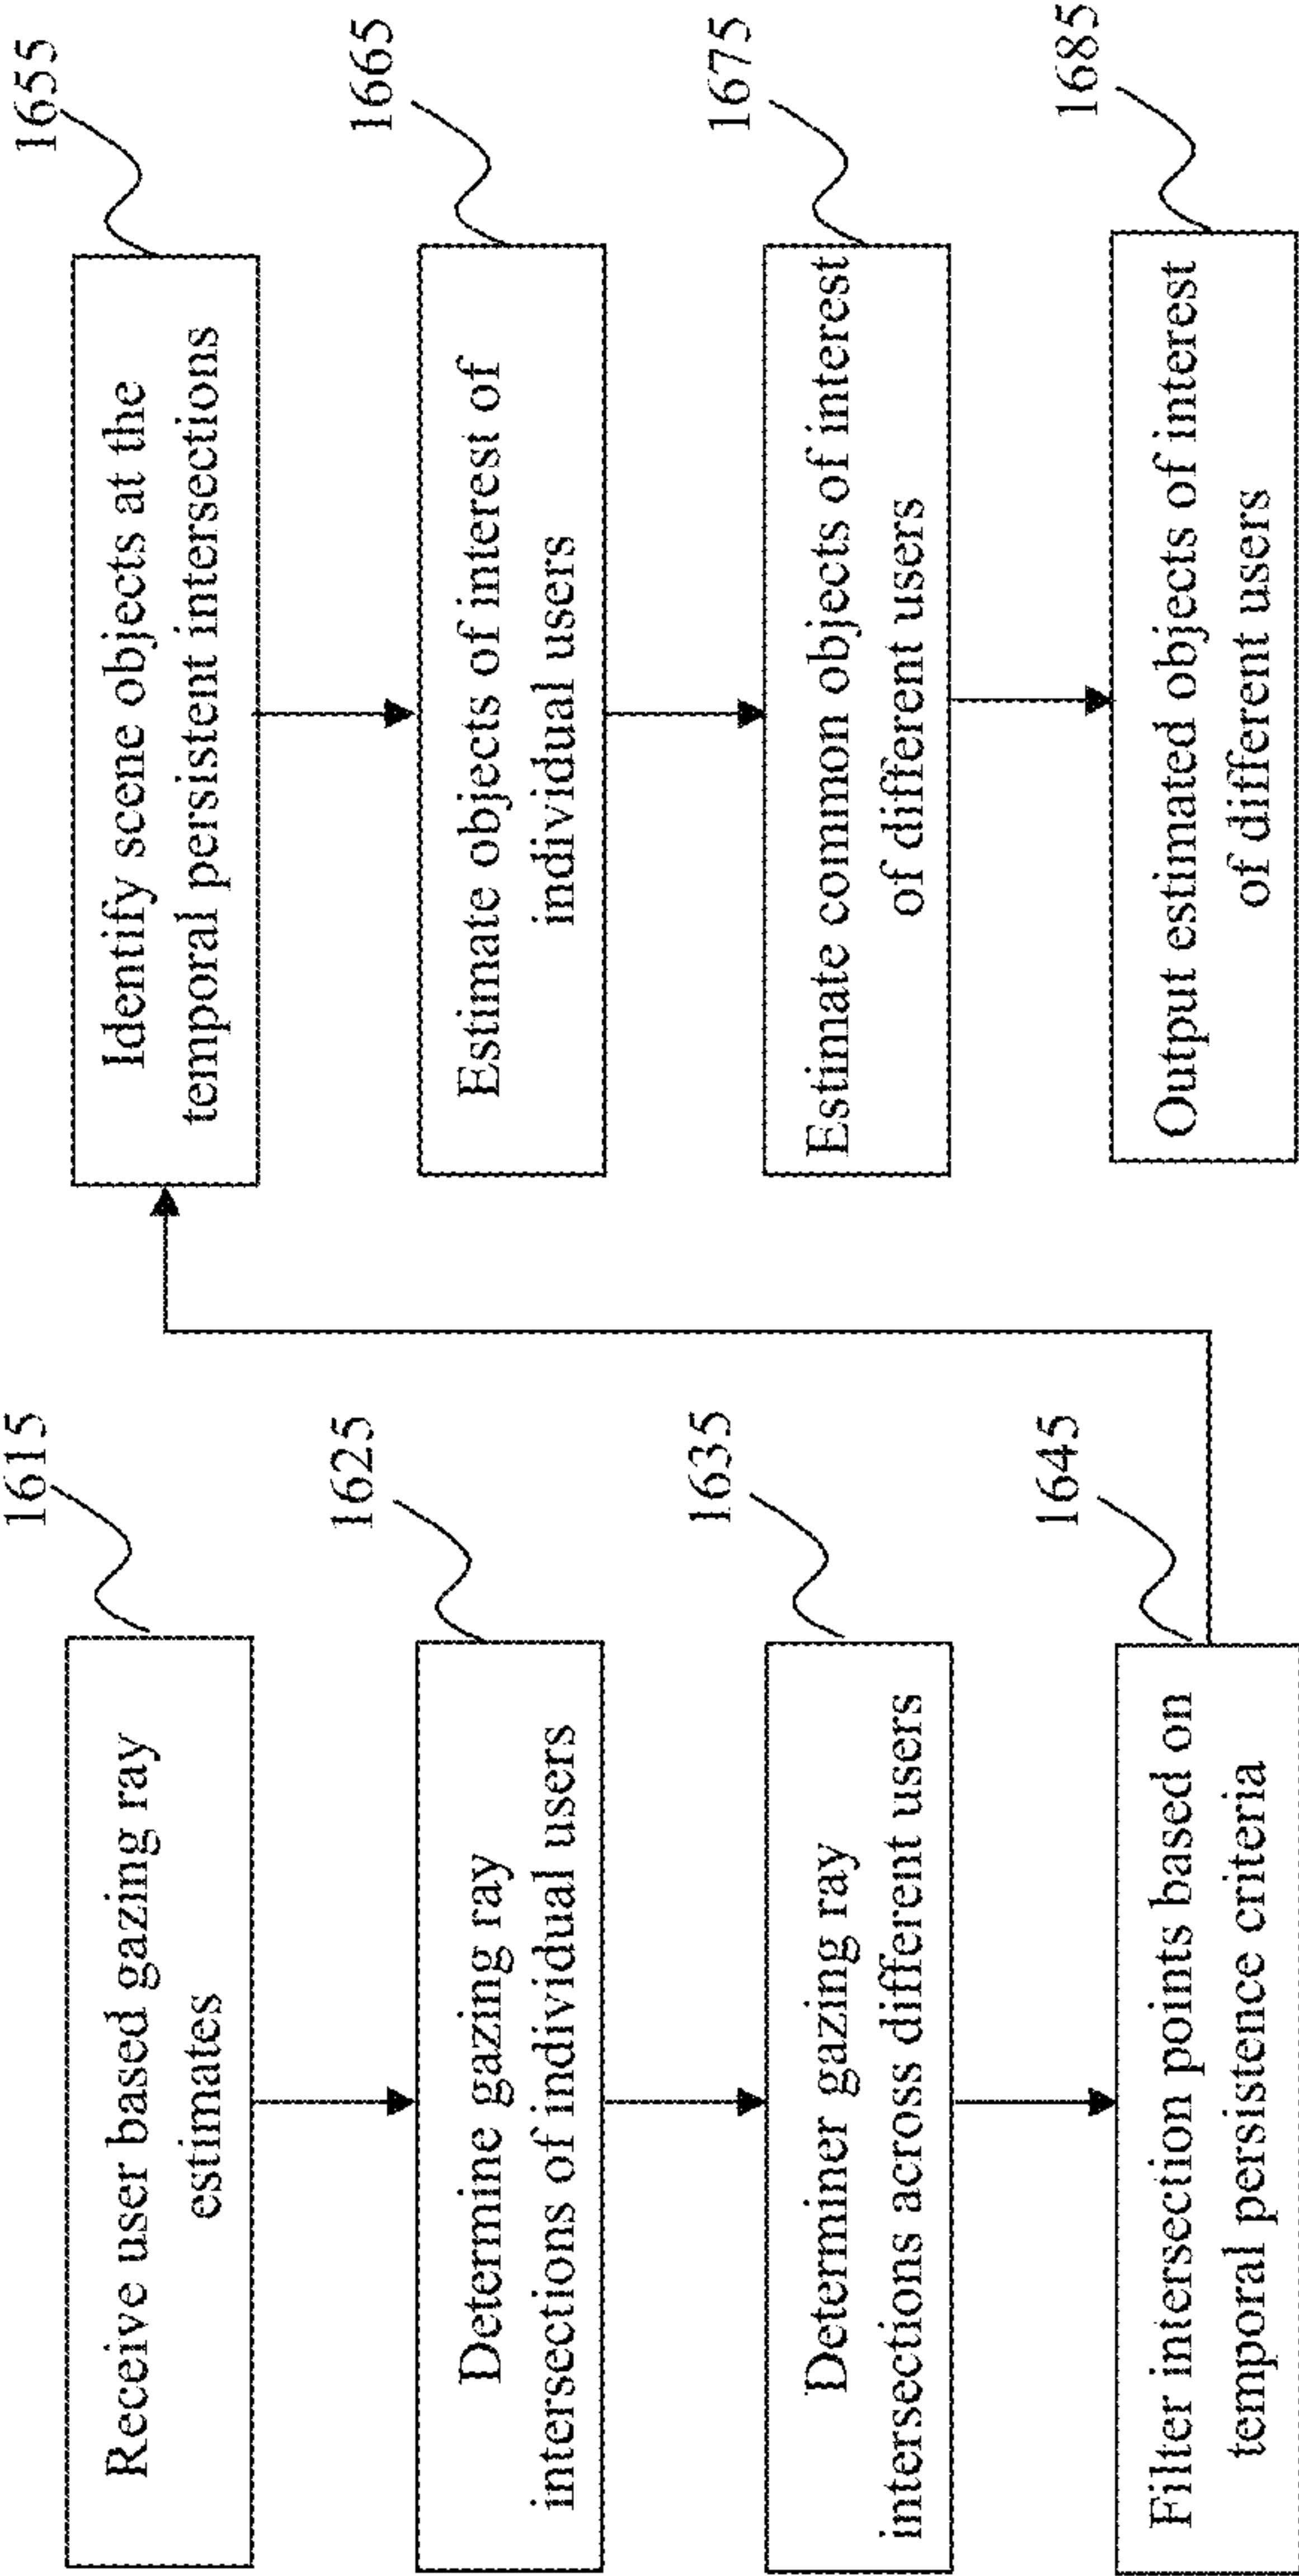 1615
Receive user based gazing ray
estimates
1625
Determine gazing ray
intersections of individual users
1635
Determiner gazing ray
intersections across different users
1645
Filter intersection points based on
temporal persistence criteria
1655
Identify scene objects at the
temporal persistent intersections
1665
Estimate objects of interest of
individual users
1675
Estimate common objects of interest
of different users
1685
Output estimated objects of interest
of different users